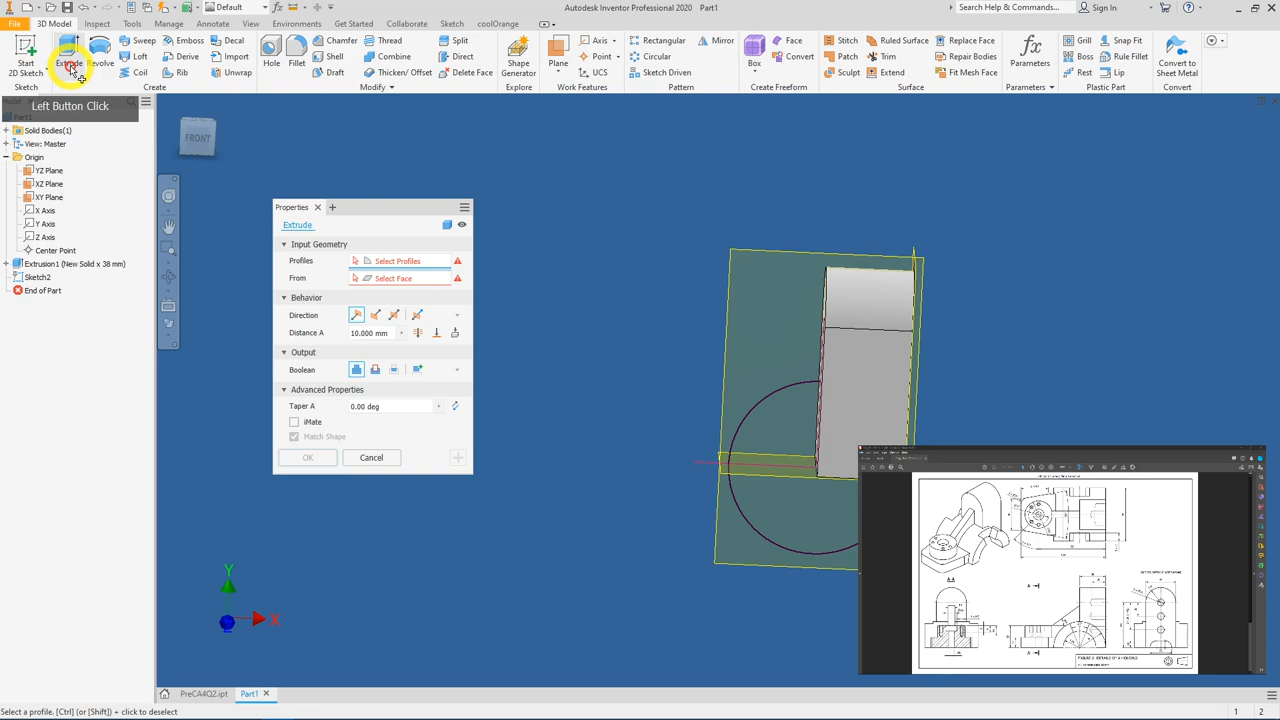 Default
Autodesk Inventor Professional 2020 Part1
Search Help & Commands...
Sign In
File
3D Model
Inspect
Tools
Manage
Annotate
View
Environments
Get Started
Collaborate
Sketch
coolOrange
Start
2D Sketch
Extrude
Revolve
Sweep
Loft
Coil
Emboss
Derive
Rib
Decal
Import
Unwrap
Hole
Fillet
Chamfer
Shell
Draft
Thread
Combine
Thicken/ Offset
Split
Direct
Delete Face
Shape
Generator
Plane
Axis
Point
UCS
Rectangular
Circular
Sketch Driven
Mirror
Box
Face
Convert
Stitch
Patch
Sculpt
Ruled Surface
Trim
Extend
Replace Face
Repair Bodies
Fit Mesh Face
Parameters
Grill
Boss
Rest
Snap Fit
Rule Fillet
Lip
Convert to
Sheet Metal
Sketch
Create
Modify
Explore
Work Features
Pattern
Create Freeform
Surface
Parameters
Plastic Part
Convert
Left Button Click
Part1
Solid Bodies(1)
View: Master
Origin
YZ Plane
XZ Plane
XY Plane
X Axis
Y Axis
Z Axis
Center Point
Extrusion1 (New Solid x 38 mm)
Sketch2
End of Part
FRONT
Properties
Extrude
Input Geometry
Profiles
Select Profiles
From
Select Face
Behavior
Direction
Distance A
10.000 mm
Output
Boolean
Advanced Properties
Taper A
0.00 deg
iMate
Match Shape
OK
Cancel
Y
X
Z
A-A
A
A
PreCA4Q2.ipt
Part1
Select a profile. [Ctrl] (or [Shift]) + click to deselect
1
2